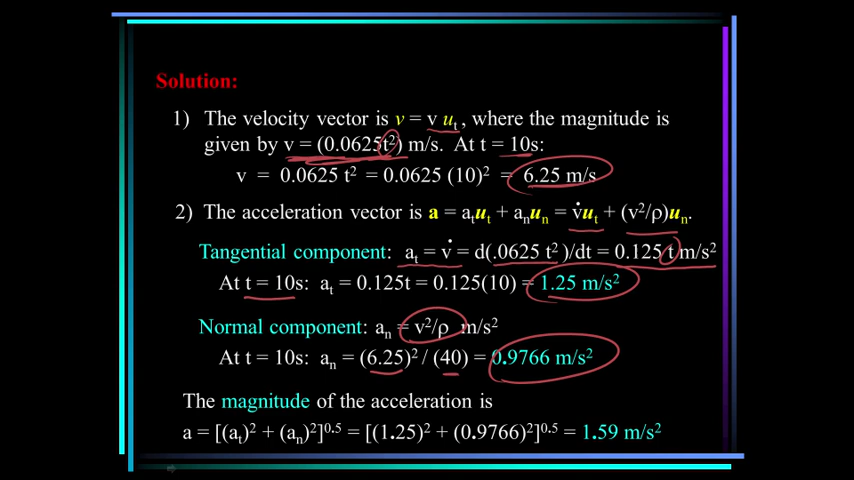 Solution:
1) The velocity vector is v = v uₜ , where the magnitude is
given by v = (0.0625t²) m/s. At t = 10s:
v = 0.0625 t² = 0.0625 (10)² = 6.25 m/s
2) The acceleration vector is a = aₜuₜ + aₙuₙ = v̇uₜ + (v²/ρ)uₙ.
Tangential component: aₜ = v̇ = d(.0625 t² )/dt = 0.125 t m/s²
At t = 10s: aₜ = 0.125t = 0.125(10) = 1.25 m/s²
Normal component: aₙ = v²/ρ m/s²
At t = 10s: aₙ = (6.25)² / (40) = 0.9766 m/s²
The magnitude of the acceleration is
a = [(aₜ)² + (aₙ)²]⁰·⁵ = [(1.25)² + (0.9766)²]⁰·⁵ = 1.59 m/s²